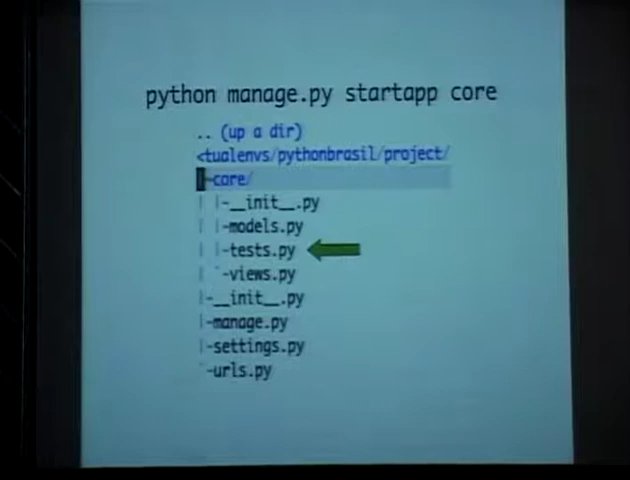 python manage.py startapp core
.. (up a dir)
<tualenvs/pythonbrasil/project/
|-core/
| |-__init__.py
| |-models.py
| |-tests.py
| `-views.py
|-__init__.py
|-manage.py
|-settings.py
`-urls.py